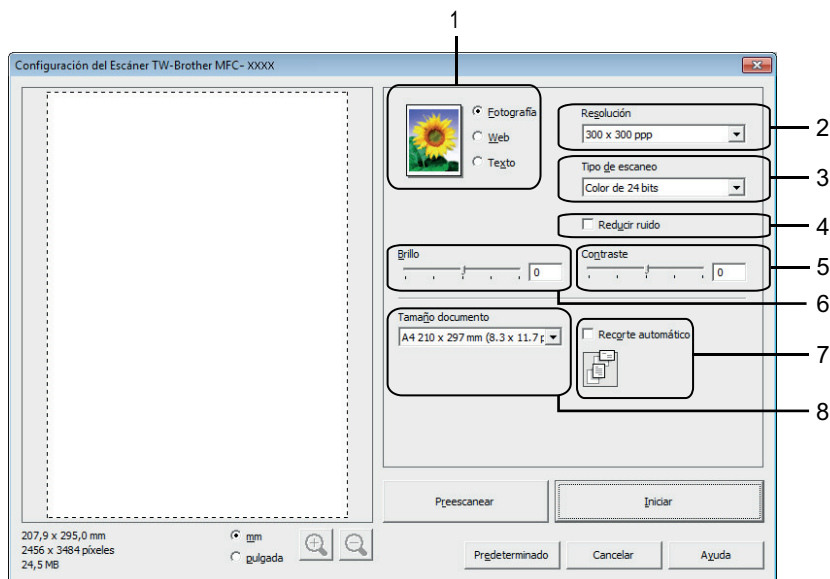 1
Configuración del Escáner TW-Brother MFC- XXXX
Fotografía
Web
Texto
Resolución
300 x 300 ppp
2
Tipo de escaneo
Color de 24 bits
3
Reducir ruido
4
Brillo
0
Contraste
0
5
6
Tamaño documento
A4 210 x 297 mm (8.3 x 11.7 p
Recorte automático
7
8
Preescanear
Iniciar
207,9 x 295,0 mm
2456 x 3484 píxeles
24,5 MB
mm
pulgada
Predeterminado
Cancelar
Ayuda